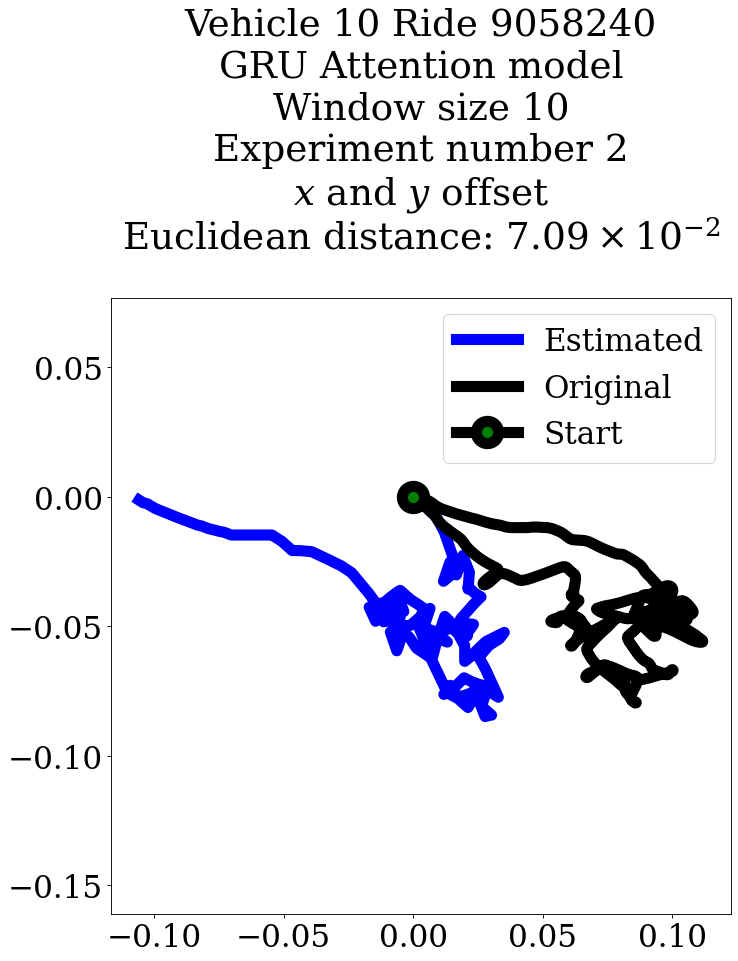 Vehicle 10 Ride 9058240
GRU Attention model
Window size 10
Experiment number 2
x and y offset
Euclidean distance: 7.09 × 10⁻²
Estimated
Original
Start
0.05
0.00
−0.05
−0.10
−0.15
−0.10 −0.05 0.00 0.05 0.10